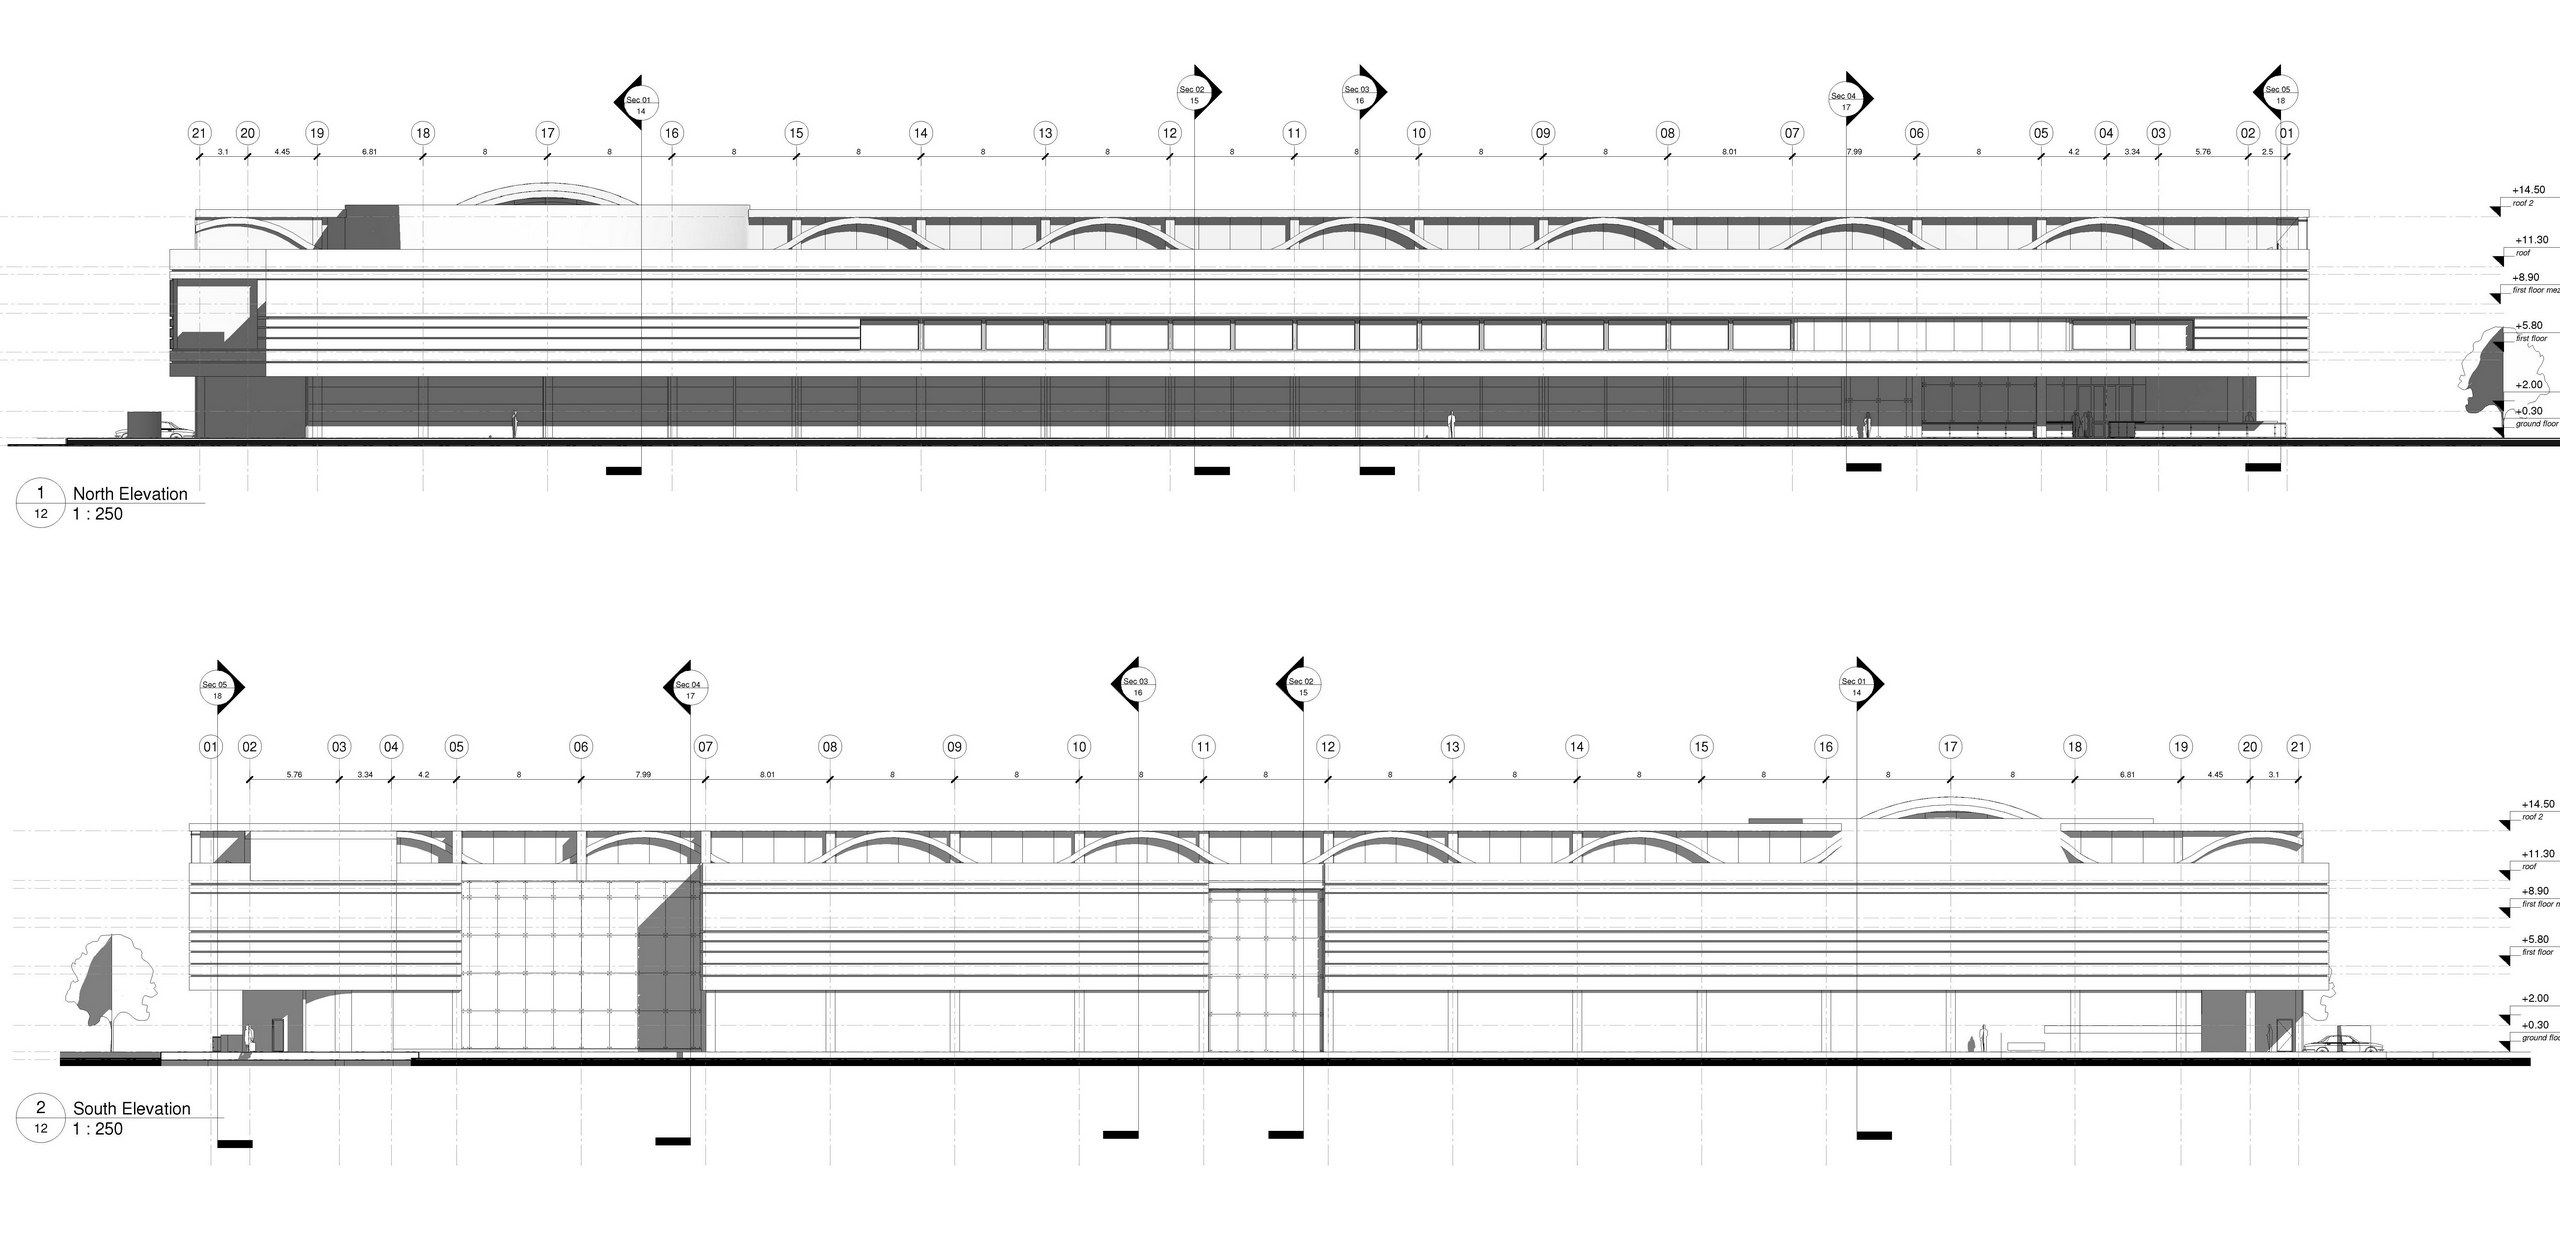 Sec 01
14
Sec 02
15
Sec 03
16
Sec 04
17
Sec 05
18
21 20 19 18 17 16 15 14 13 12 11 10 09 08 07 06 05 04 03 02 01
3.1 4.45 6.81 8 8 8 8 8 8 8 8 8 8 8.01 7.99 8 4.2 3.34 5.76 2.5
+14.50
roof 2
+11.30
roof
+8.90
first floor mez
+5.80
first floor
+2.00
+0.30
ground floor
1
12
North Elevation
1 : 250
Sec 05
18
Sec 04
17
Sec 03
16
Sec 02
15
Sec 01
14
01 02 03 04 05 06 07 08 09 10 11 12 13 14 15 16 17 18 19 20 21
5.76 3.34 4.2 8 7.99 8.01 8 8 8 8 8 8 8 8 8 8 6.81 4.45 3.1
+14.50
roof 2
+11.30
roof
+8.90
first floor m
+5.80
first floor
+2.00
+0.30
ground floo
2
12
South Elevation
1 : 250